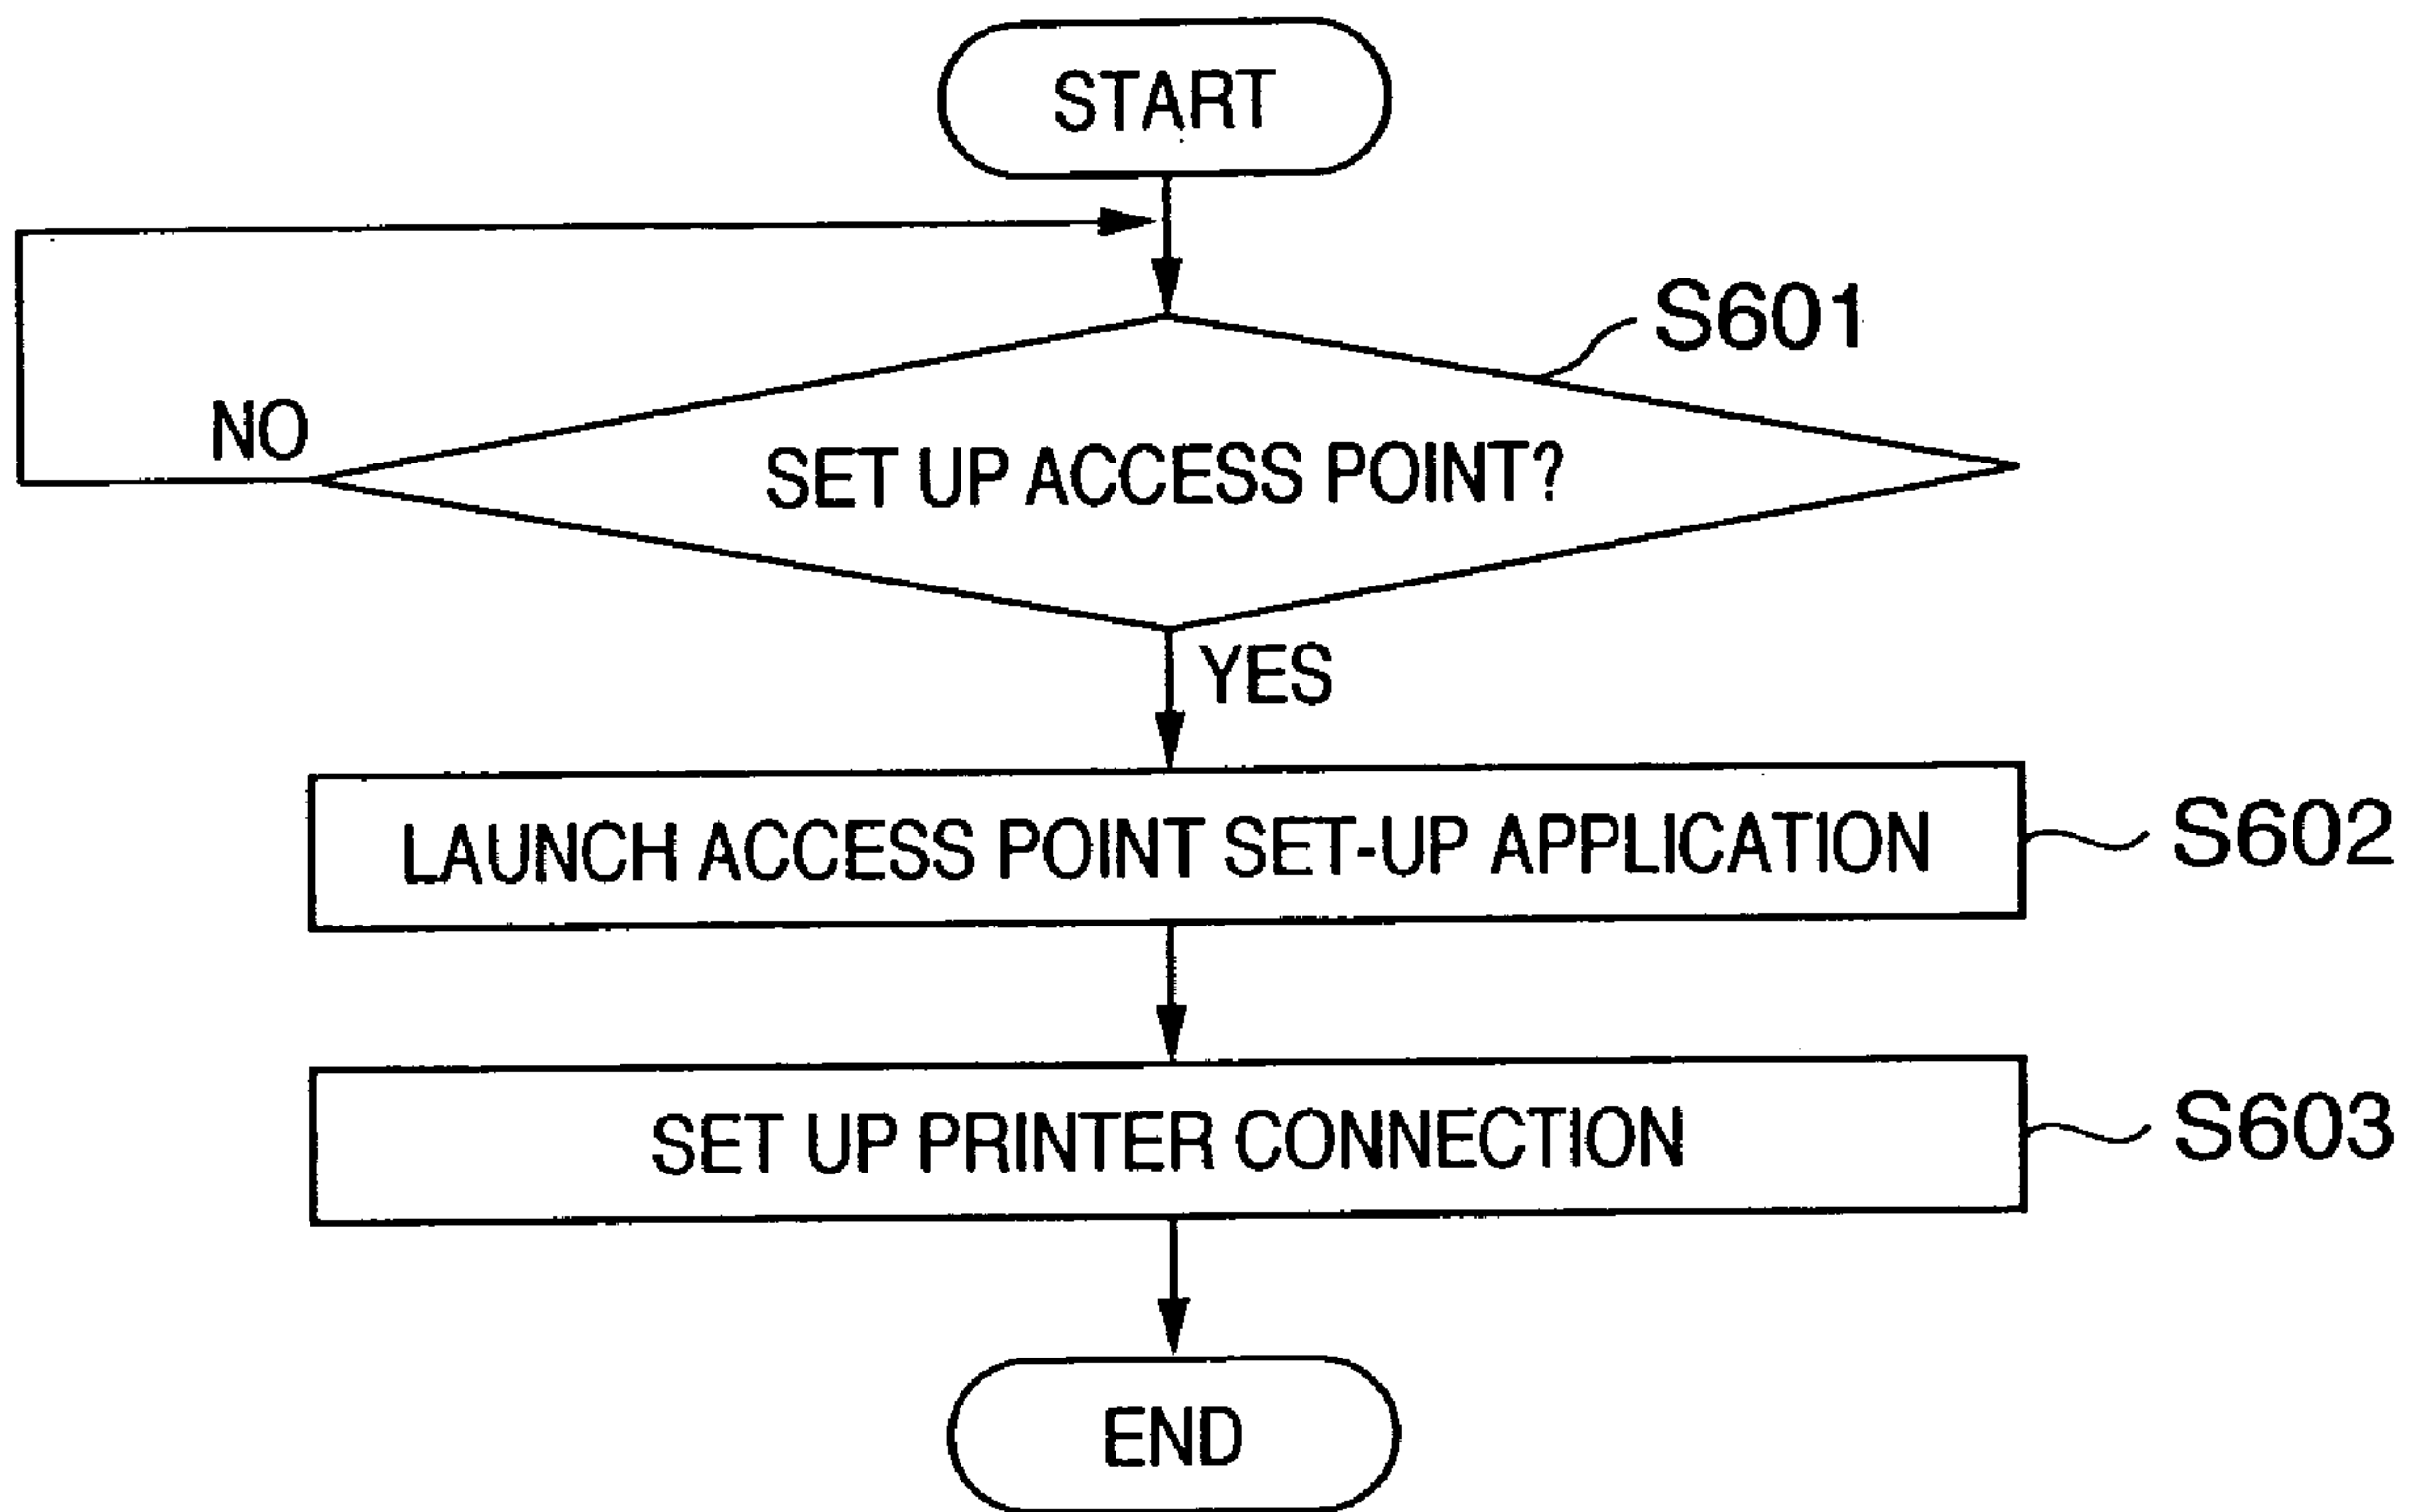 START
S601
NO
SET UP ACCESS POINT?
YES
LAUNCH ACCESS POINT SET-UP APPLICATION
S602
SET UP PRINTER CONNECTION
S603
END